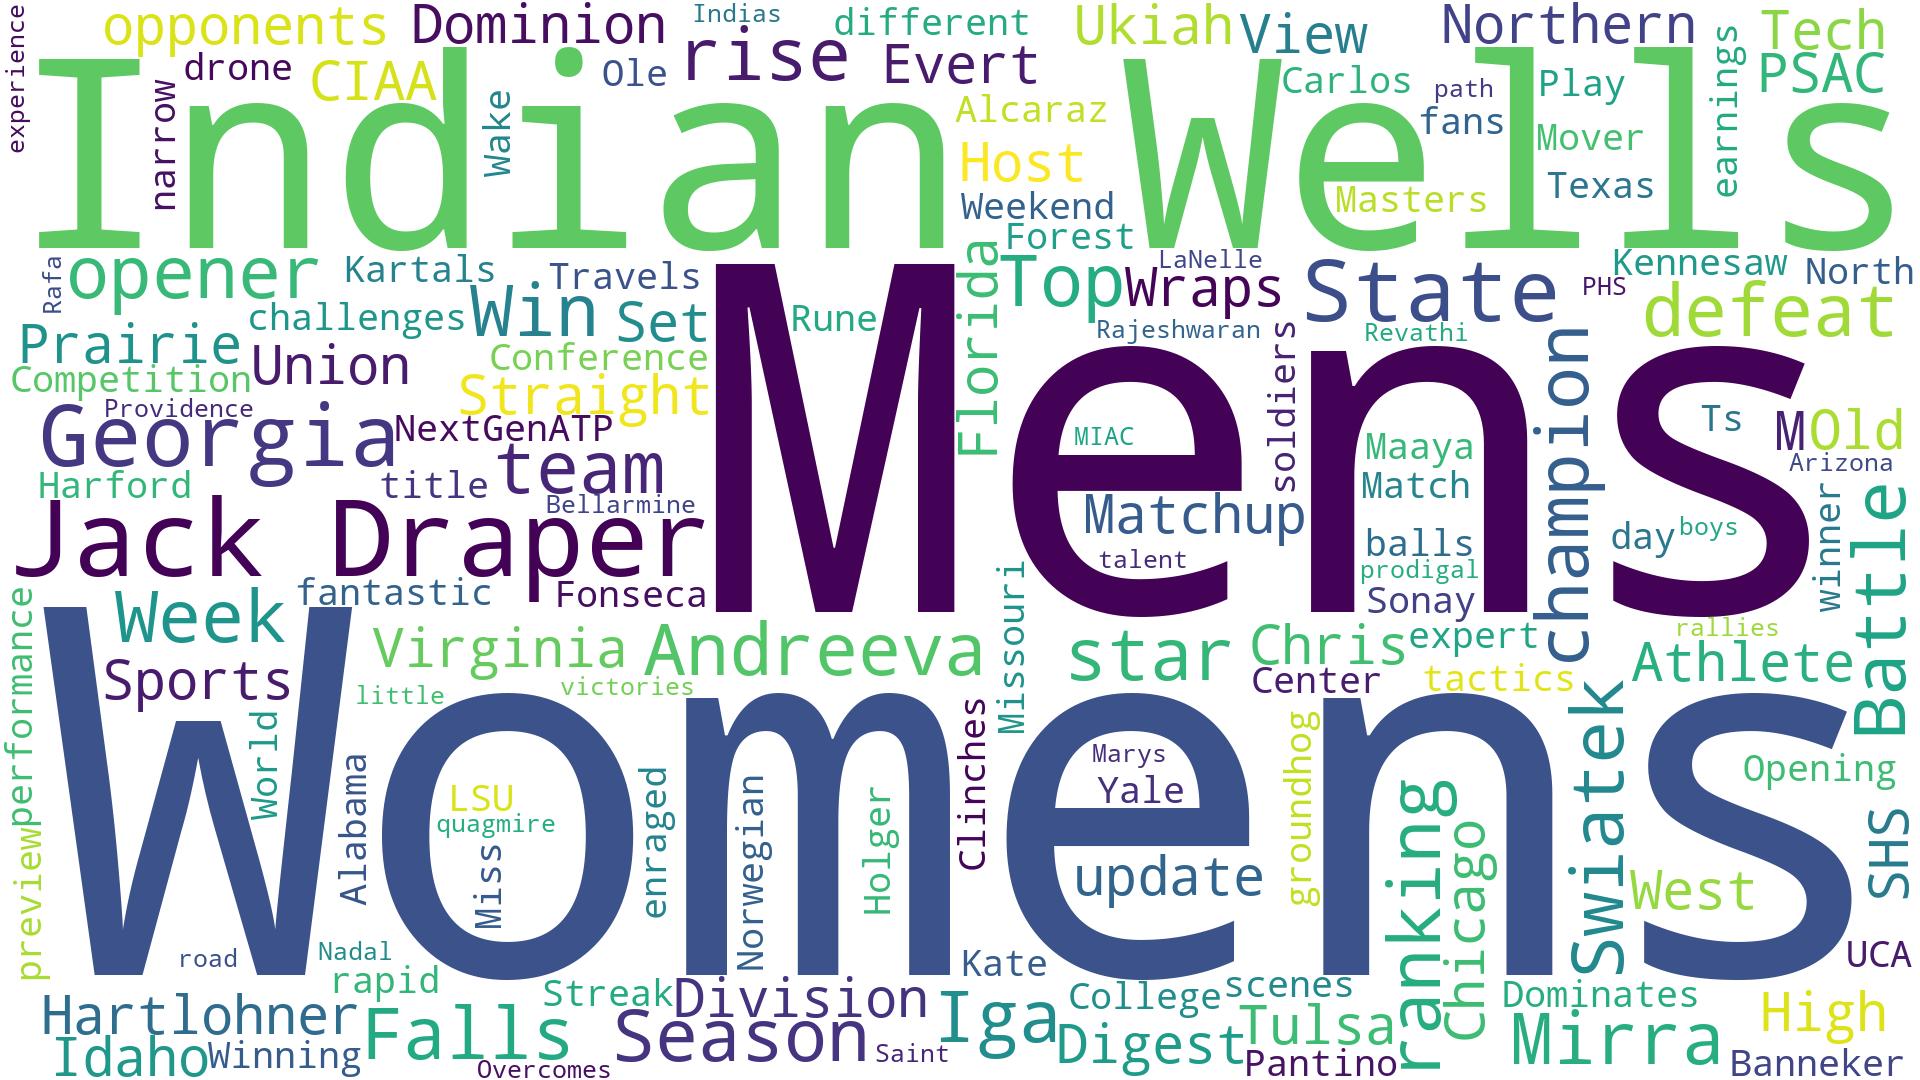 experience
opponents
Dominion
Indias
different
Ukiah
View
Northern
Tech
drone
CIAA
Ole
rise
Evert
Carlos
path
Play
PSAC
earnings
narrow
Wake
Alcaraz
fans
Mover
Indian Wells
Host
Masters
Texas
Weekend
Forest
Rafa
opener
Kartals
Travels
Florida
Top
LaNelle
Wraps
State
PHS
Kennesaw
North
challenges
Win
Set
Rune
Rajeshwaran
soldiers
Revathi
defeat
Prairie
Union
Conference
Mens
champion
Competition
Straight
Providence
Georgia
NextGenATP
MIAC
Maaya
Ts
M
Old
Arizona
Harford
title
team
Match
Bellarmine
Matchup
winner
Battle
Jack Draper
talent
balls
day
boys
prodigal
fantastic
Fonseca
Missouri
Sonay
performance
Week
Virginia
Andreeva
star
Chris
expert
rallies
Sports
little
victories
Center
tactics
Athlete
World
Womens
Clinches
groundhog
Swiatek
Alabama
LSU
quagmire
Miss
enraged
Norwegian
Holger
Marys
Yale
ranking
Chicago
Opening
SHS
preview
update
West
road
Nadal
rapid
Kate
UCA
Streak
Division
College
scenes
Dominates
Hartlohner
Falls
Season
Iga
Digest
Tulsa
Mirra
High
Idaho
Winning
Overcomes
Saint
Pantino
Banneker